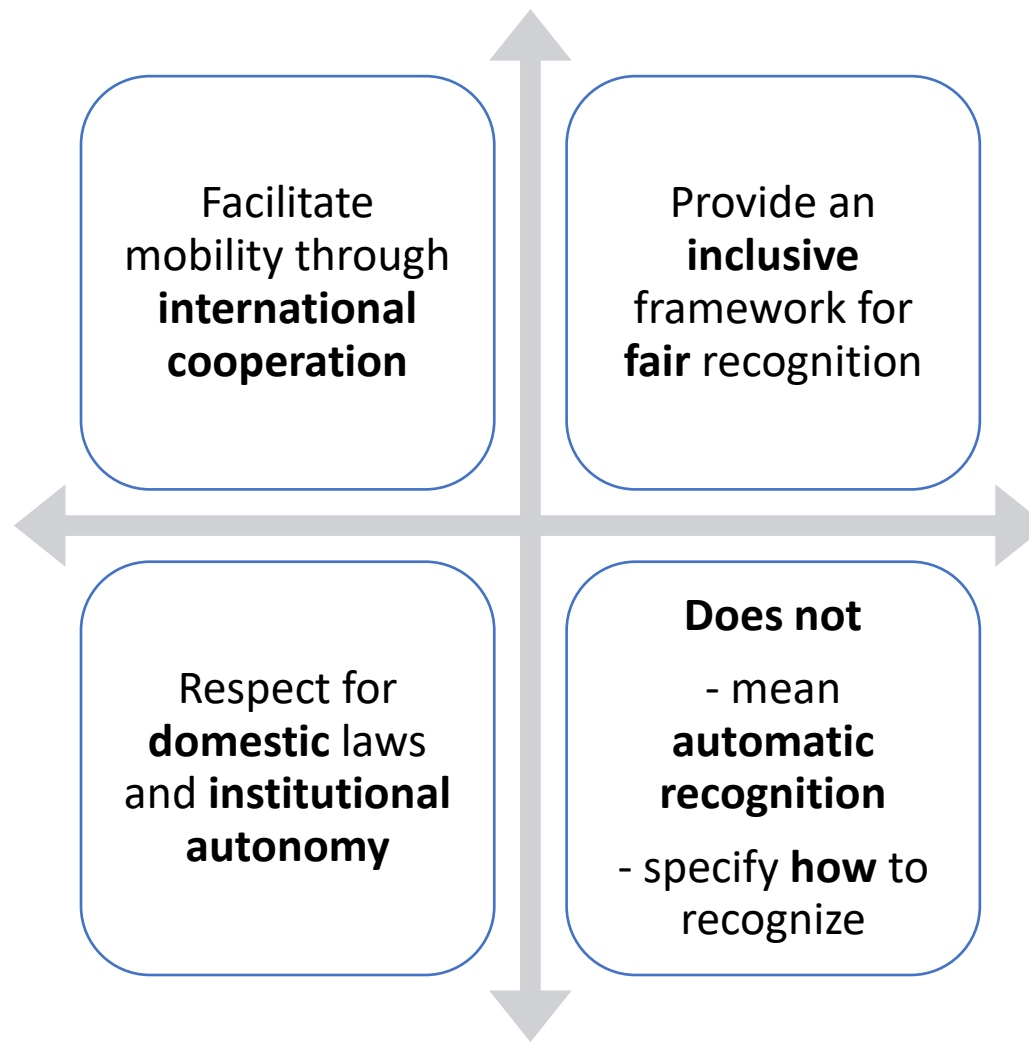 Facilitate
mobility through
international
cooperation
Provide an
inclusive
framework for
fair recognition
Respect for
domestic laws
and institutional
autonomy
Does not
- mean
automatic
recognition
- specify how to
recognize